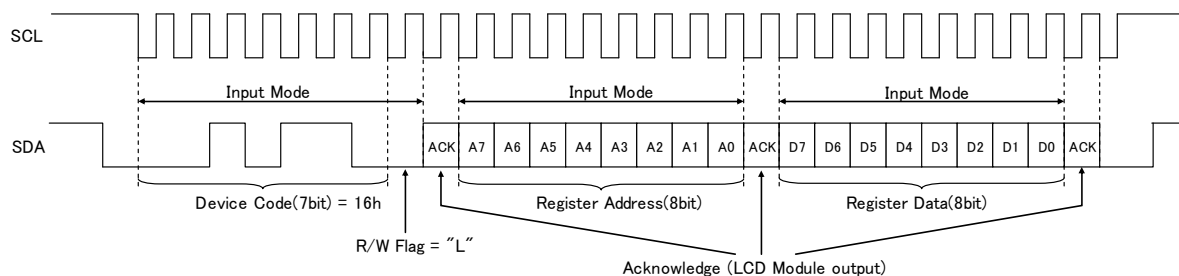 SCL
Input Mode
Input Mode
Input Mode
SDA
ACK A7 A6 A5 A4 A3 A2 A1 A0 ACK D7 D6 D5 D4 D3 D2 D1 D0 ACK
Device Code(7bit) = 16h
Register Address(8bit)
Register Data(8bit)
R/W Flag = "L"
Acknowledge (LCD Module output)